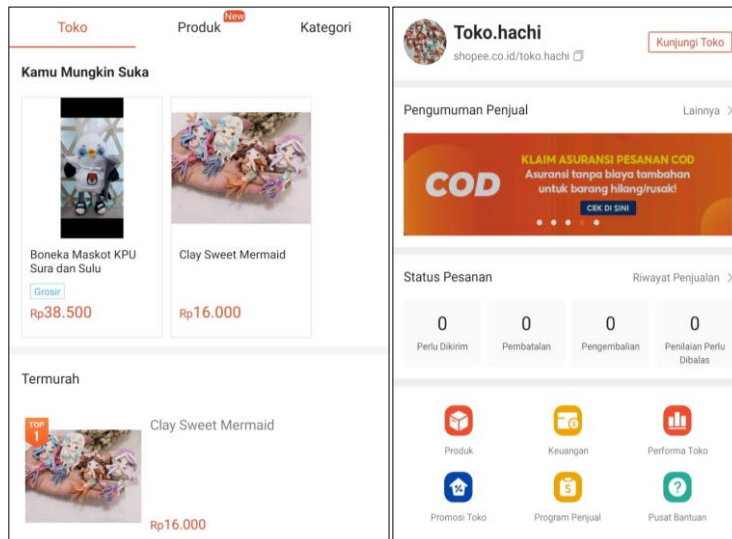 Toko
Produk
New
Kategori
Kamu Mungkin Suka
Boneka Maskot KPU
Sura dan Sulu
Grosir
Rp38.500
Clay Sweet Mermaid
Rp16.000
Termurah
TOP
1
Clay Sweet Mermaid
Rp16.000
Toko.hachi
shopee.co.id/toko.hachi
Kunjungi Toko
Pengumuman Penjual
Lainnya
COD
KLAIM ASURANSI PESANAN COD
Asuransi tanpa biaya tambahan
untuk barang hilang/rusak!
CEK DI SINI
Status Pesanan
Riwayat Penjualan
0
Perlu Dikirim
0
Pembatalan
0
Pengembalian
0
Penilaian Perlu
Dibalas
Produk
Keuangan
Performa Toko
Promosi Toko
Program Penjual
Pusat Bantuan